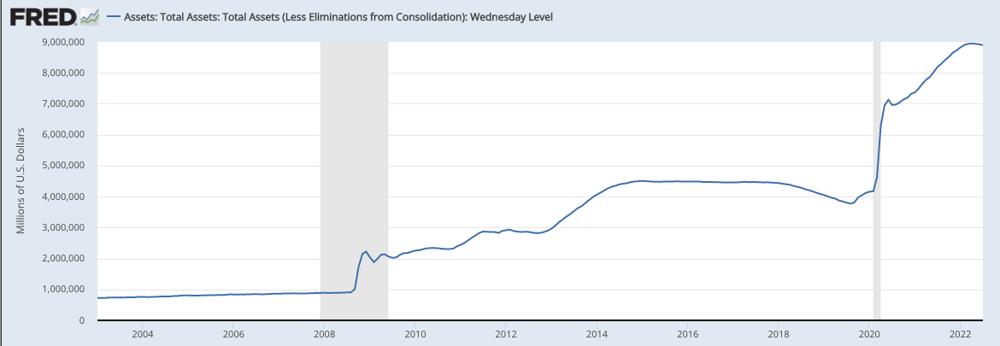 FRED
Assets: Total Assets: Total Assets (Less Eliminations from Consolidation): Wednesday Level
Millions of U.S. Dollars
9,000,000
8,000,000
7,000,000
6,000,000
5,000,000
4,000,000
3,000,000
2,000,000
1,000,000
0
2004 2006 2008 2010 2012 2014 2016 2018 2020 2022